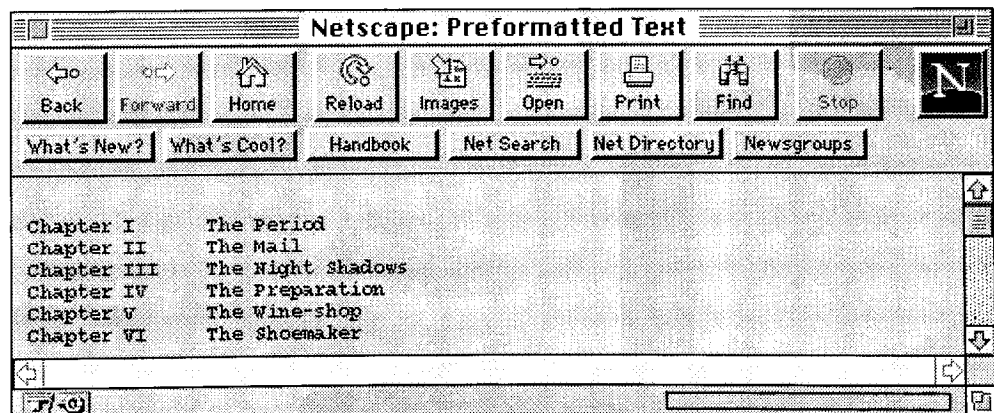 Netscape: Preformatted Text
Back Forward Home Reload Images Open Print Find Stop N
What's New? What's Cool? Handbook Net Search Net Directory Newsgroups
Chapter I The Period
Chapter II The Mail
Chapter III The Night Shadows
Chapter IV The Preparation
Chapter V The Wine-shop
Chapter VI The Shoemaker